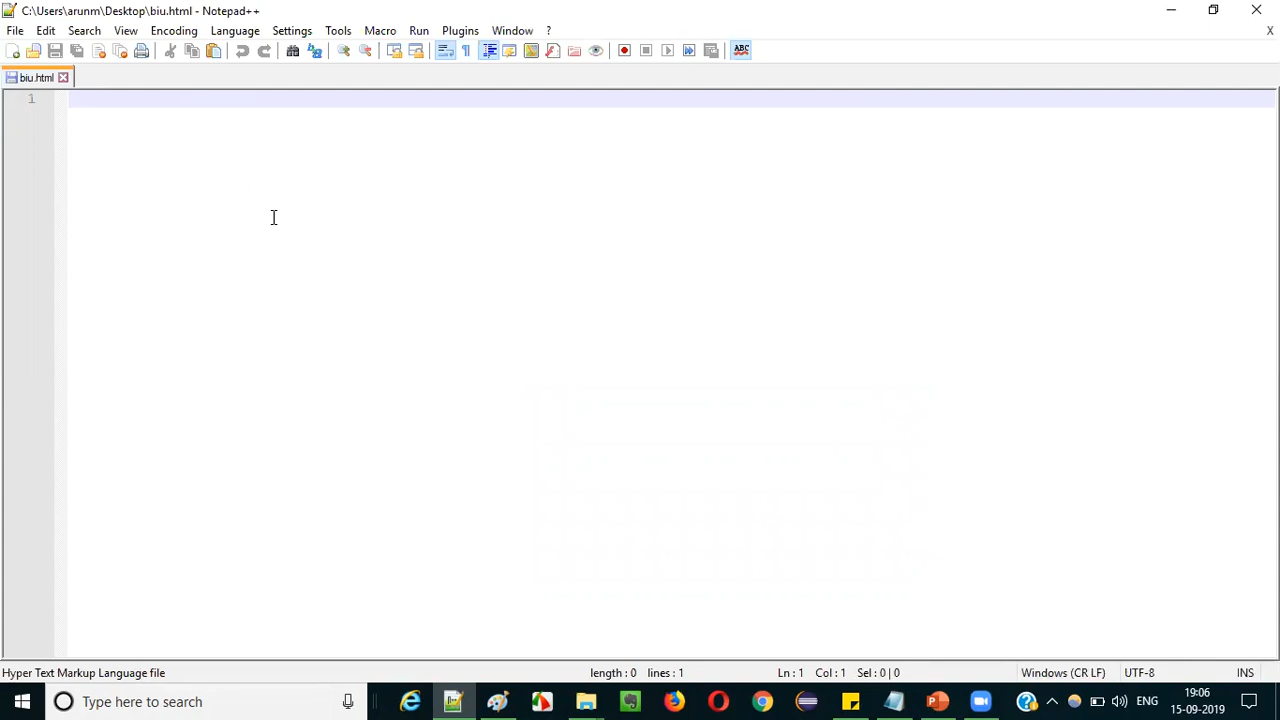 C:\Users\arunm\Desktop\biu.html - Notepad++
File Edit Search View Encoding Language Settings Tools Macro Run Plugins Window ? X
ABC
biu.html
1
Hyper Text Markup Language file length : 0 lines : 1 Ln : 1 Col : 1 Sel : 0 | 0 Windows (CR LF) UTF-8 INS
Type here to search ENG 19:06
15-09-2019